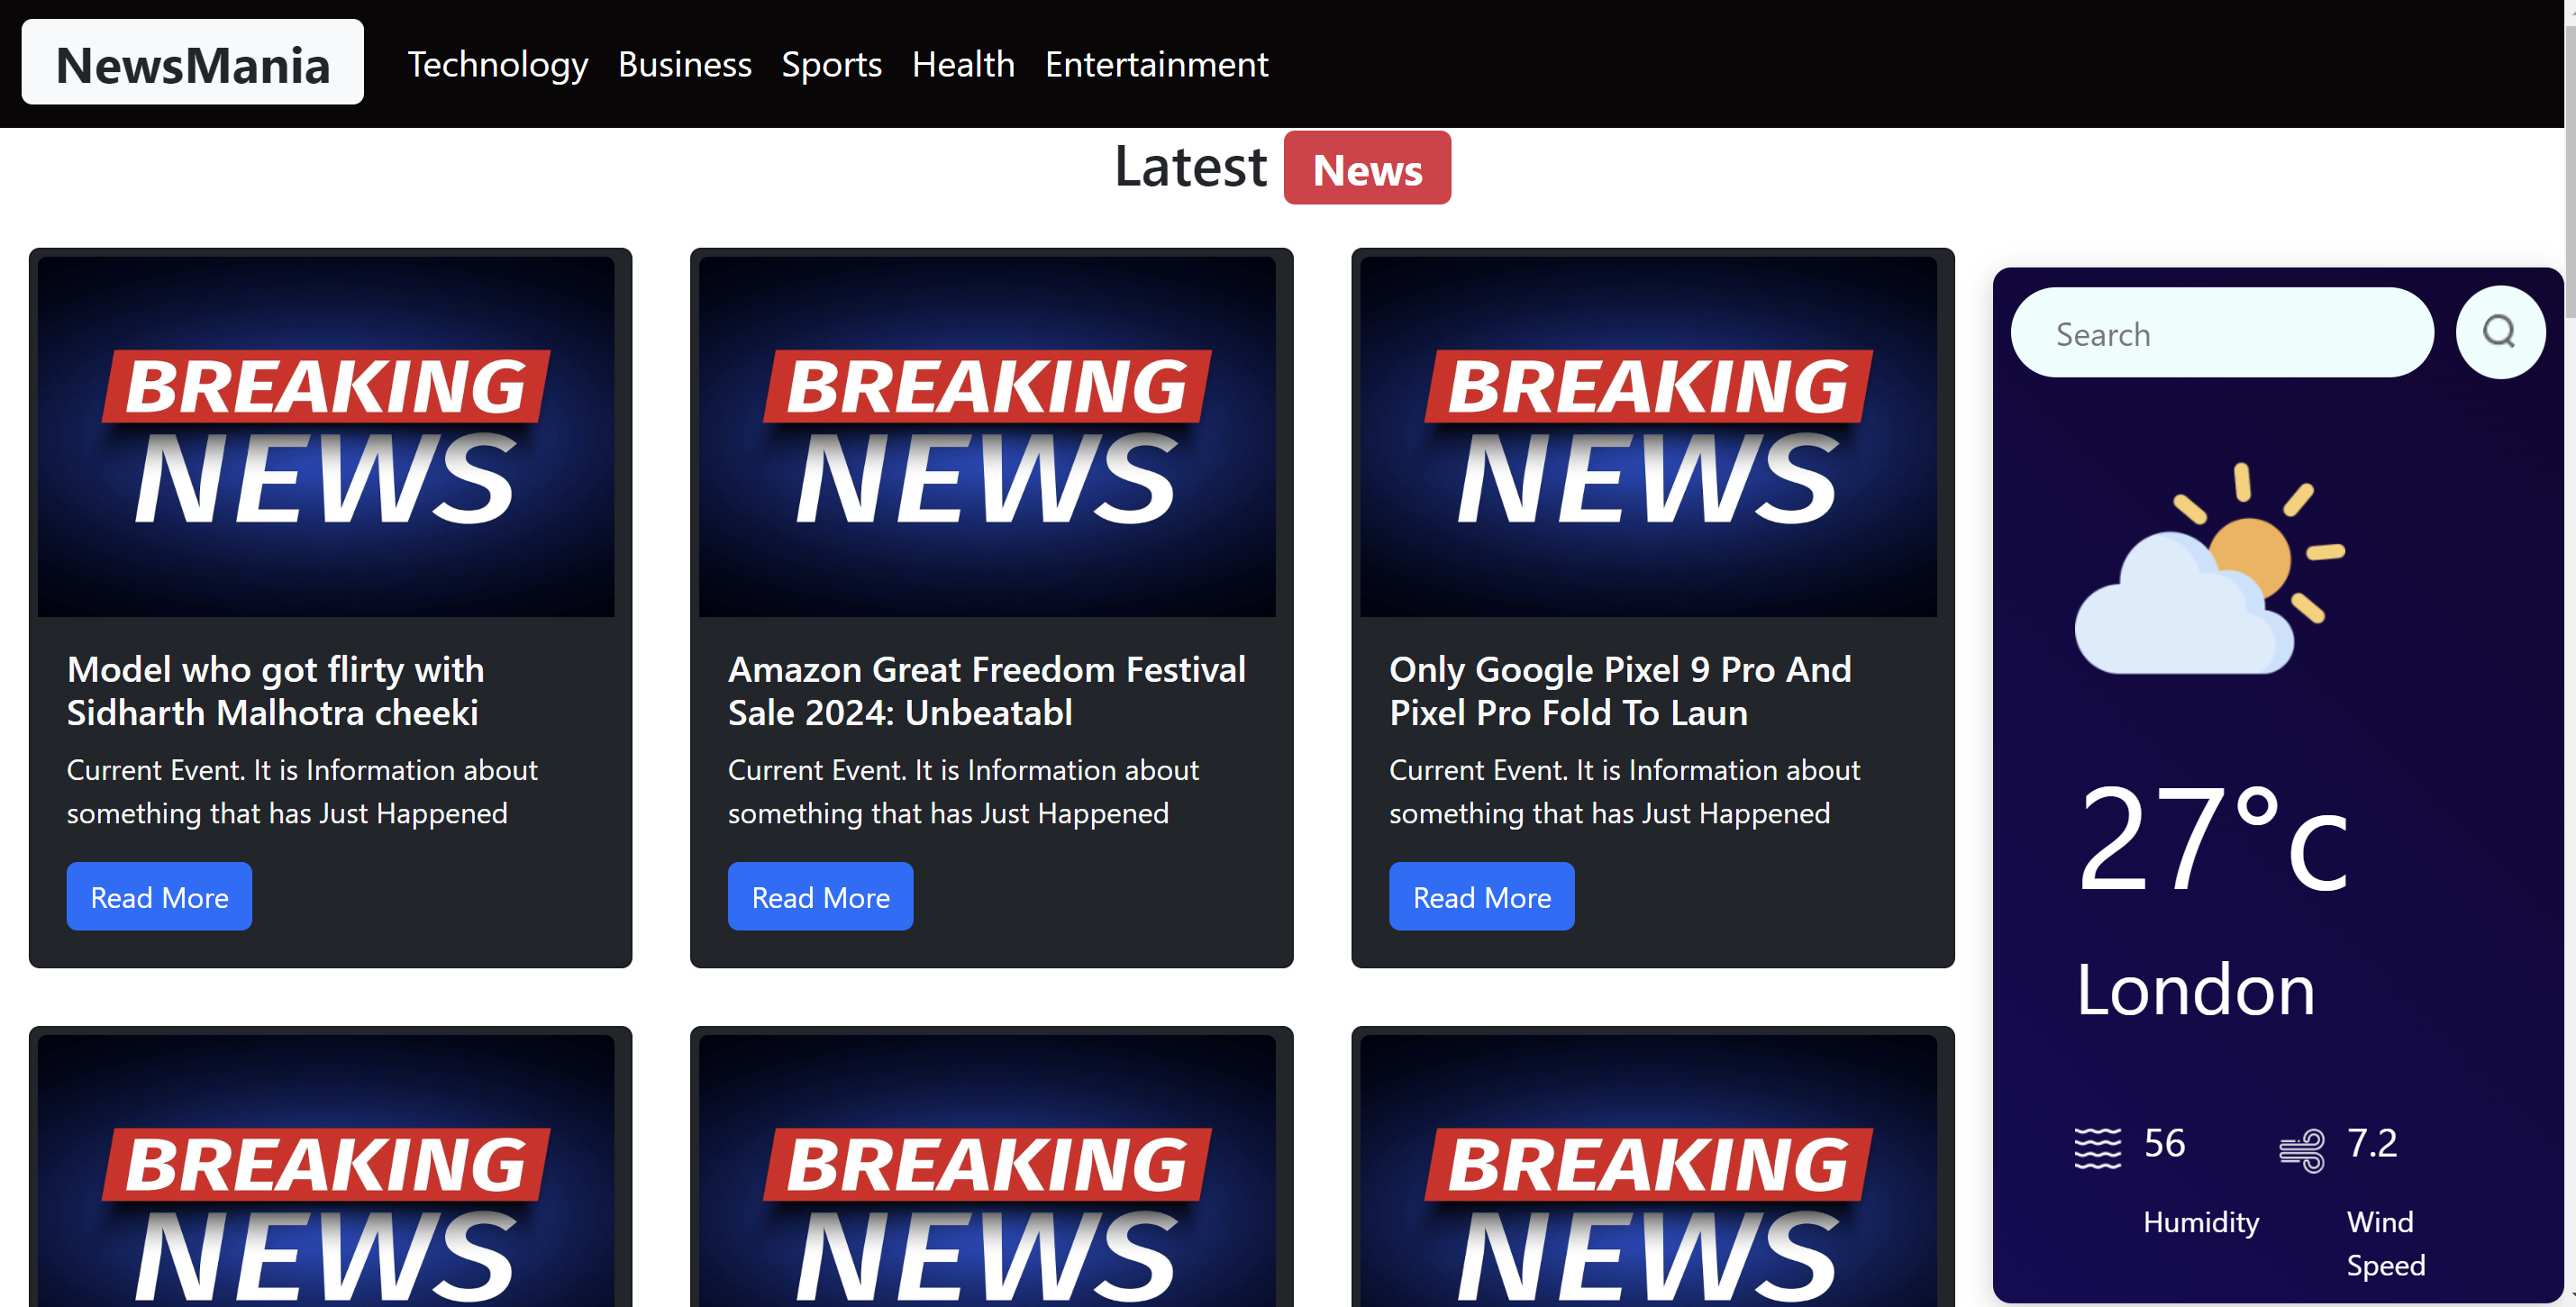 NewsMania
Technology Business Sports Health Entertainment
Latest News
BREAKING
NEWS
Model who got flirty with
Sidharth Malhotra cheeki
Current Event. It is Information about
something that has Just Happened
Read More
BREAKING
NEWS
Amazon Great Freedom Festival
Sale 2024: Unbeatabl
Current Event. It is Information about
something that has Just Happened
Read More
BREAKING
NEWS
Only Google Pixel 9 Pro And
Pixel Pro Fold To Laun
Current Event. It is Information about
something that has Just Happened
Read More
BREAKING
NEWS
BREAKING
NEWS
BREAKING
NEWS
Search
27°c
London
56
Humidity
7.2
Wind
Speed